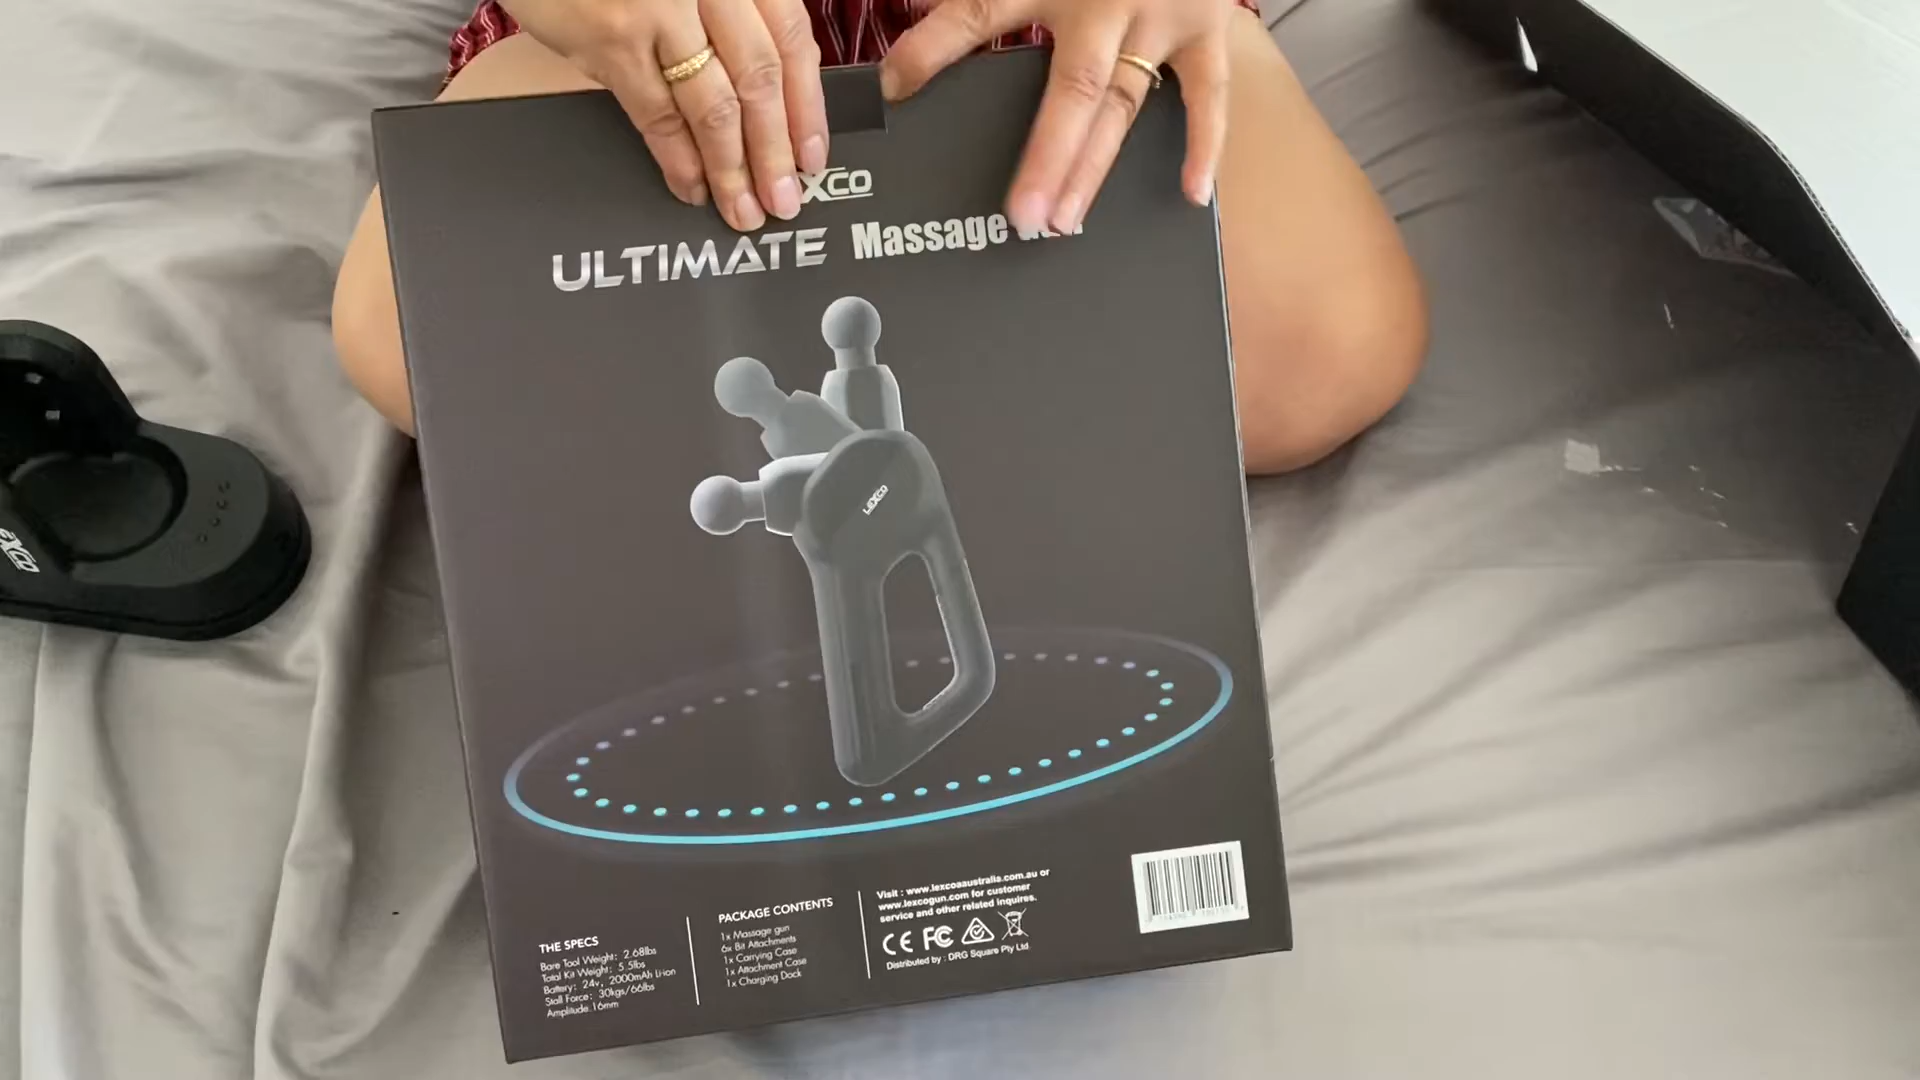 XCO
ULTIMATE Massage
LEXCO
EXCO
THE SPECS
Bare Tool Weight: 2.68lbs
Total Kit Weight: 5.5lbs
Battery: 24v, 2000mAh Li-ion
Stall Force: 30kgs/66lbs
Amplitude 16mm
PACKAGE CONTENTS
1x Massage gun
6x Bit Attachments
1x Carrying Case
1x Attachment Case
1x Charging Dock
Visit : www.lexcoaustralia.com.au or
www.lexcogun.com for customer
service and other related inquires.
CE FC
Distributed by : DRG Square Pty Ltd.